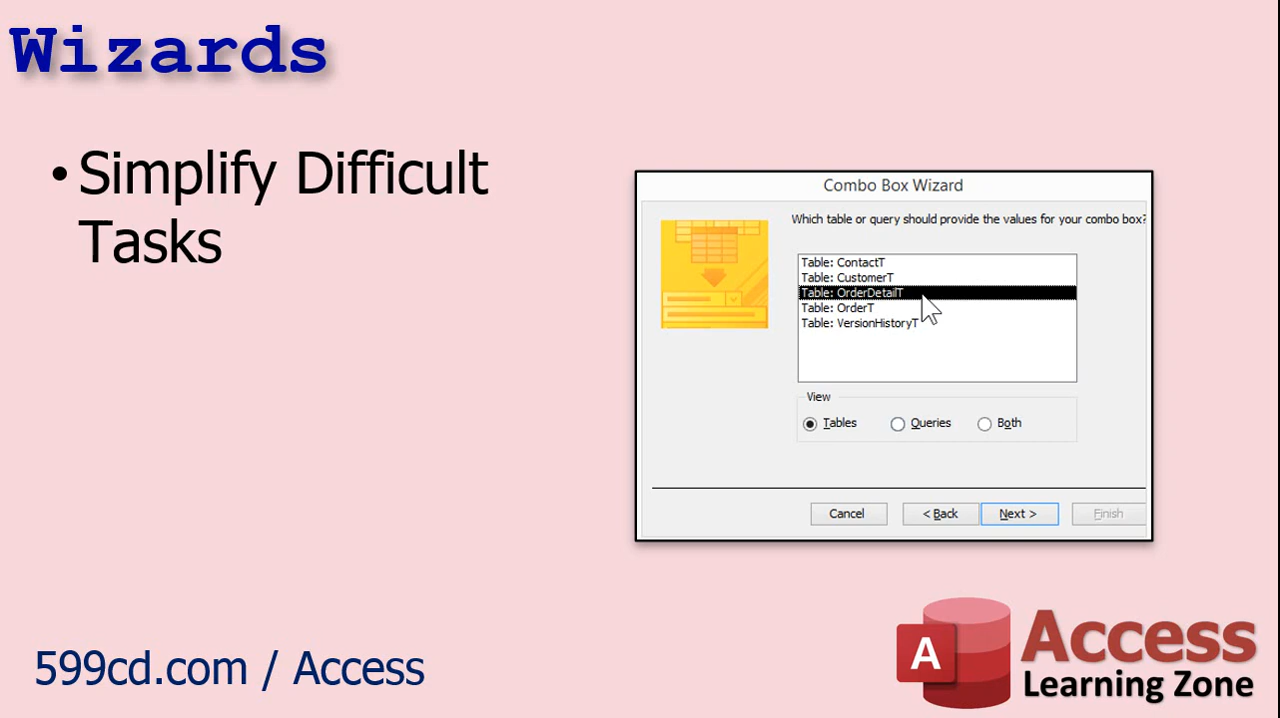 Wizards
• Simplify Difficult
Tasks
Combo Box Wizard
Which table or query should provide the values for your combo box?
Table: ContactT
Table: CustomerT
Table: OrderDetailT
Table: OrderT
Table: VersionHistoryT
View
Tables
Queries
Both
Cancel
< Back
Next >
Finish
599cd.com / Access
A
Access
Learning Zone